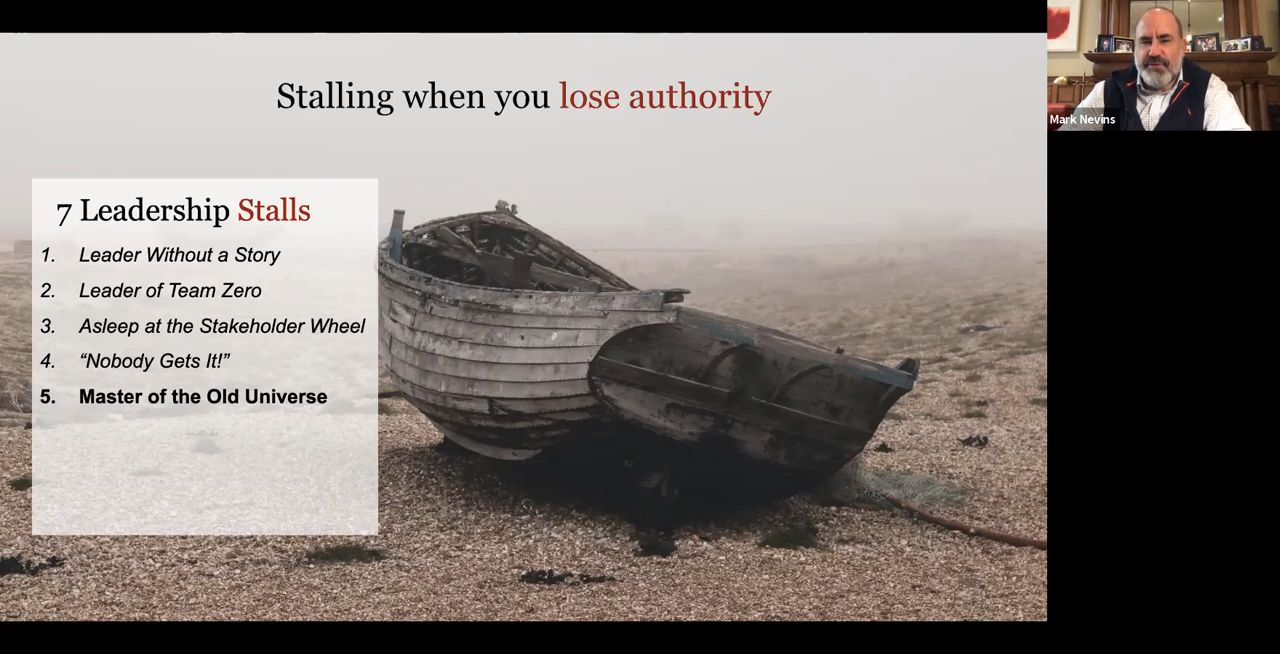 Stalling when you lose authority
7 Leadership Stalls
1. Leader Without a Story
2. Leader of Team Zero
3. Asleep at the Stakeholder Wheel
4. “Nobody Gets It!”
5. Master of the Old Universe
Mark Nevins